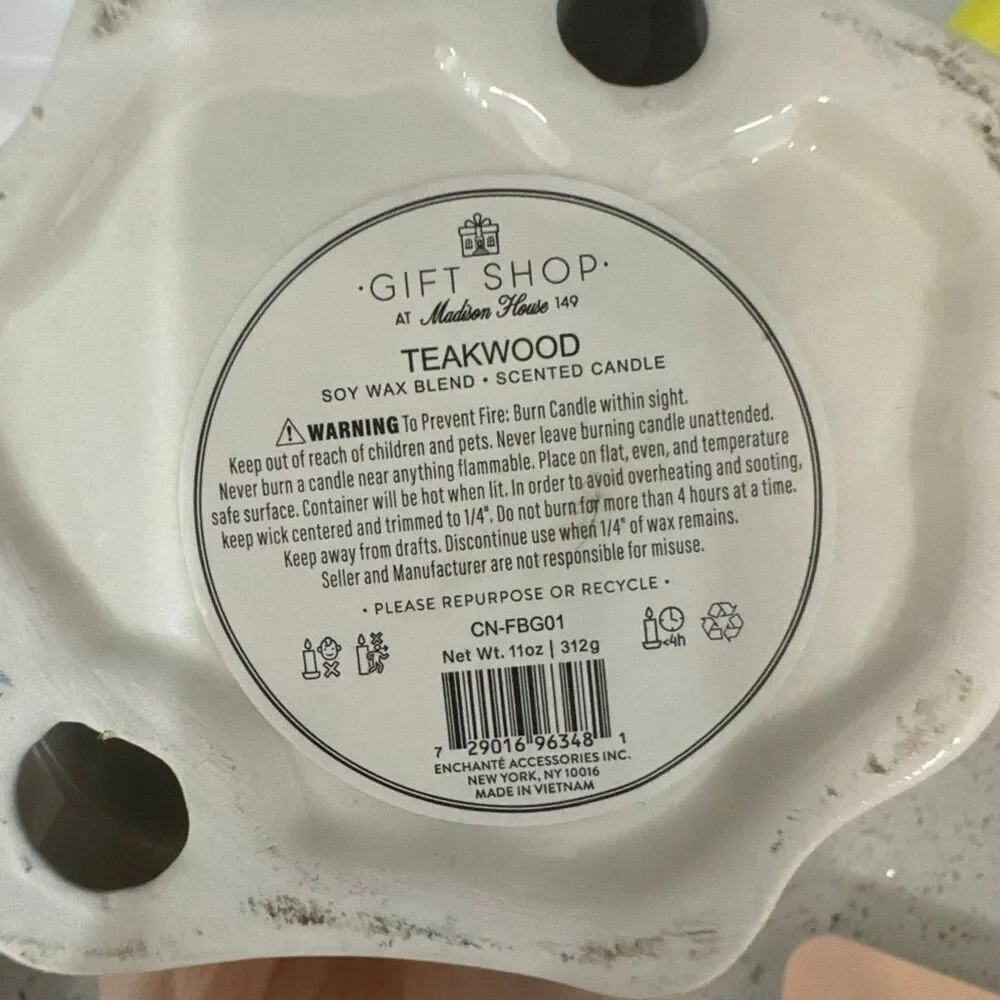 ·GIFT SHOP·
AT Madison House 149
TEAKWOOD
SOY WAX BLEND • SCENTED CANDLE
WARNING To Prevent Fire: Burn Candle within sight.
Keep out of reach of children and pets. Never leave burning candle unattended.
Never burn a candle near anything flammable. Place on flat, even, and temperature
safe surface. Container will be hot when lit. In order to avoid overheating and sooting,
keep wick centered and trimmed to 1/4". Do not burn for more than 4 hours at a time.
Keep away from drafts. Discontinue use when 1/4" of wax remains.
Seller and Manufacturer are not responsible for misuse.
• PLEASE REPURPOSE OR RECYCLE •
CN-FBG01
<4h
Net Wt. 11oz | 312g
7 29016 96348 1
ENCHANTÉ ACCESSORIES INC.
NEW YORK, NY 10016
MADE IN VIETNAM